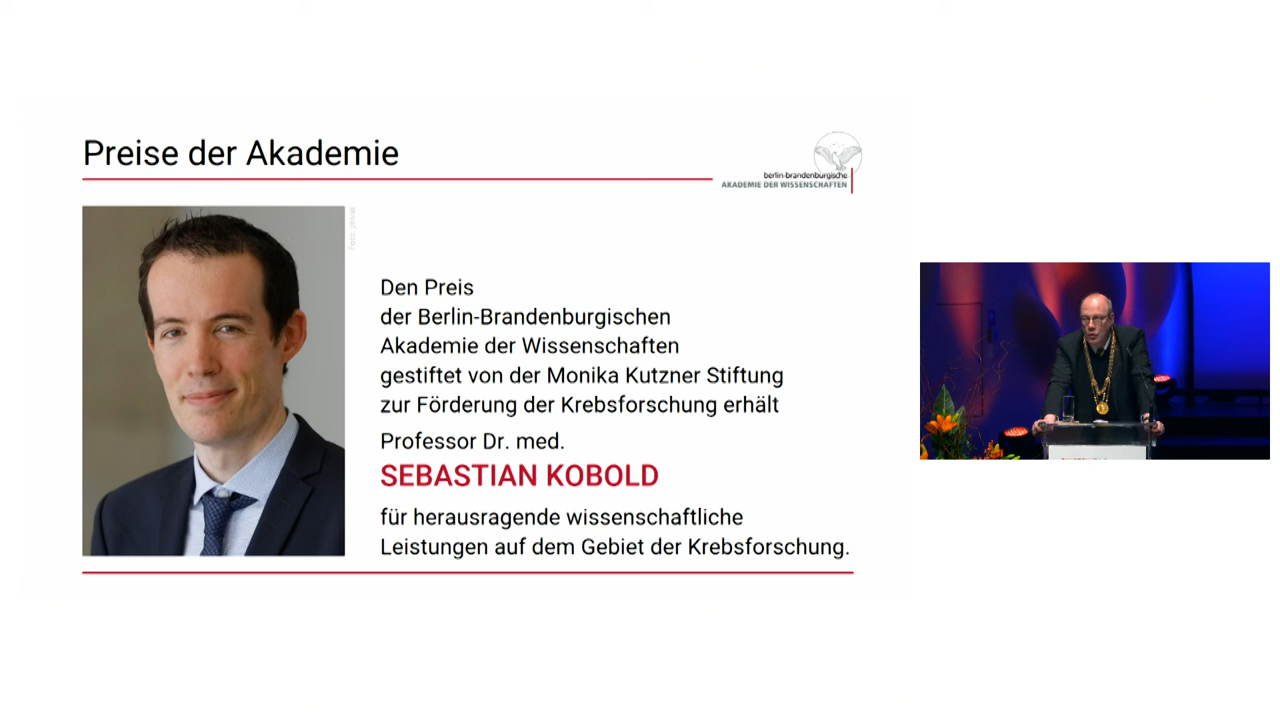 Preise der Akademie
berlin-brandenburgische
AKADEMIE DER WISSENSCHAFTEN
Foto: privat
Den Preis
der Berlin-Brandenburgischen
Akademie der Wissenschaften
gestiftet von der Monika Kutzner Stiftung
zur Förderung der Krebsforschung erhält
Professor Dr. med.
SEBASTIAN KOBOLD
für herausragende wissenschaftliche
Leistungen auf dem Gebiet der Krebsforschung.